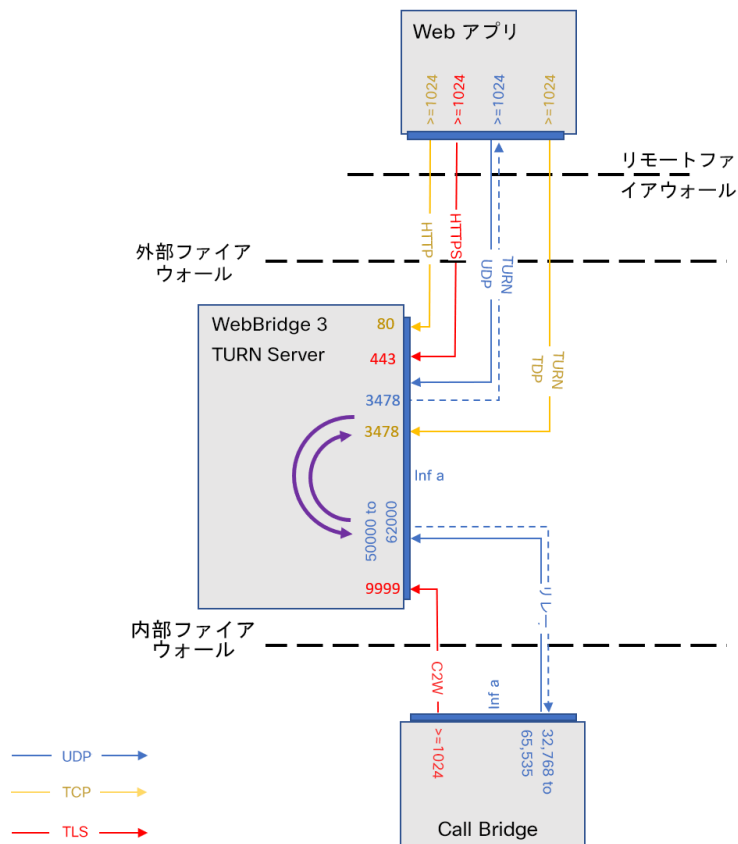 Web アプリ
>=1024
>=1024
>=1024
>=1024
リモートファ
イアウォール
HTTP
HTTPS
TURN
UDP
TURN
TDP
外部ファイア
ウォール
WebBridge 3
TURN Server
80
443
3478
3478
Inf a
50000 to
62000
9999
リレー
内部ファイア
ウォール
C2W
Inf a
>=1024
32,768 to
65,535
Call Bridge
UDP
TCP
TLS